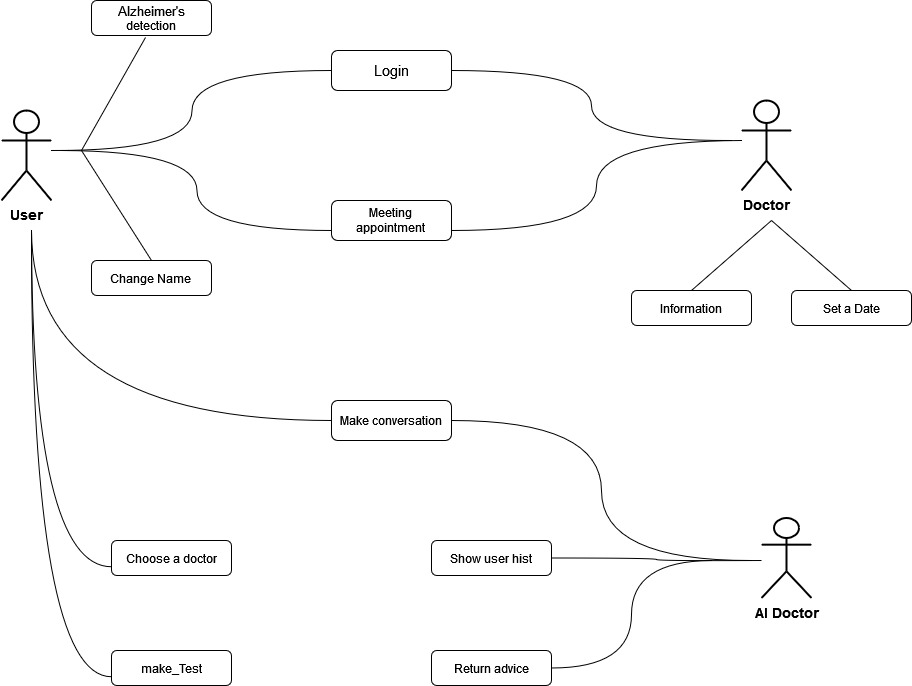 Alzheimer's
detection
Login
User
Meeting
appointment
Doctor
Change Name
Information
Set a Date
Make conversation
Choose a doctor
Show user hist
AI Doctor
make_Test
Return advice